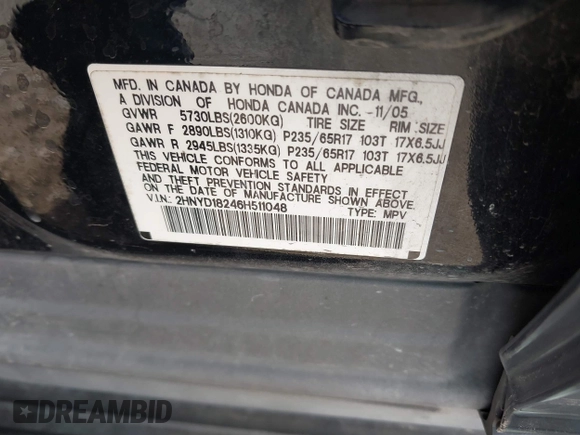 MFD. IN CANADA BY HONDA OF CANADA MFG.,
A DIVISION OF HONDA CANADA INC. 11/05
GVWR 5730LBS(2600KG) TIRE SIZE RIM SIZE
GAWR F 2890LBS(1310KG) P235/65R17 103T 17X6.5JJ
GAWR R 2945LBS(1335KG) P235/65R17 103T 17X6.5JJ
THIS VEHICLE CONFORMS TO ALL APPLICABLE
FEDERAL MOTOR VEHICLE SAFETY
AND THEFT PREVENTION STANDARDS IN EFFECT
ON THE DATE OF MANUFACTURE SHOWN ABOVE.
V.I.N.: 2HNYD18246H511048 TYPE: MPV
DREAMBID